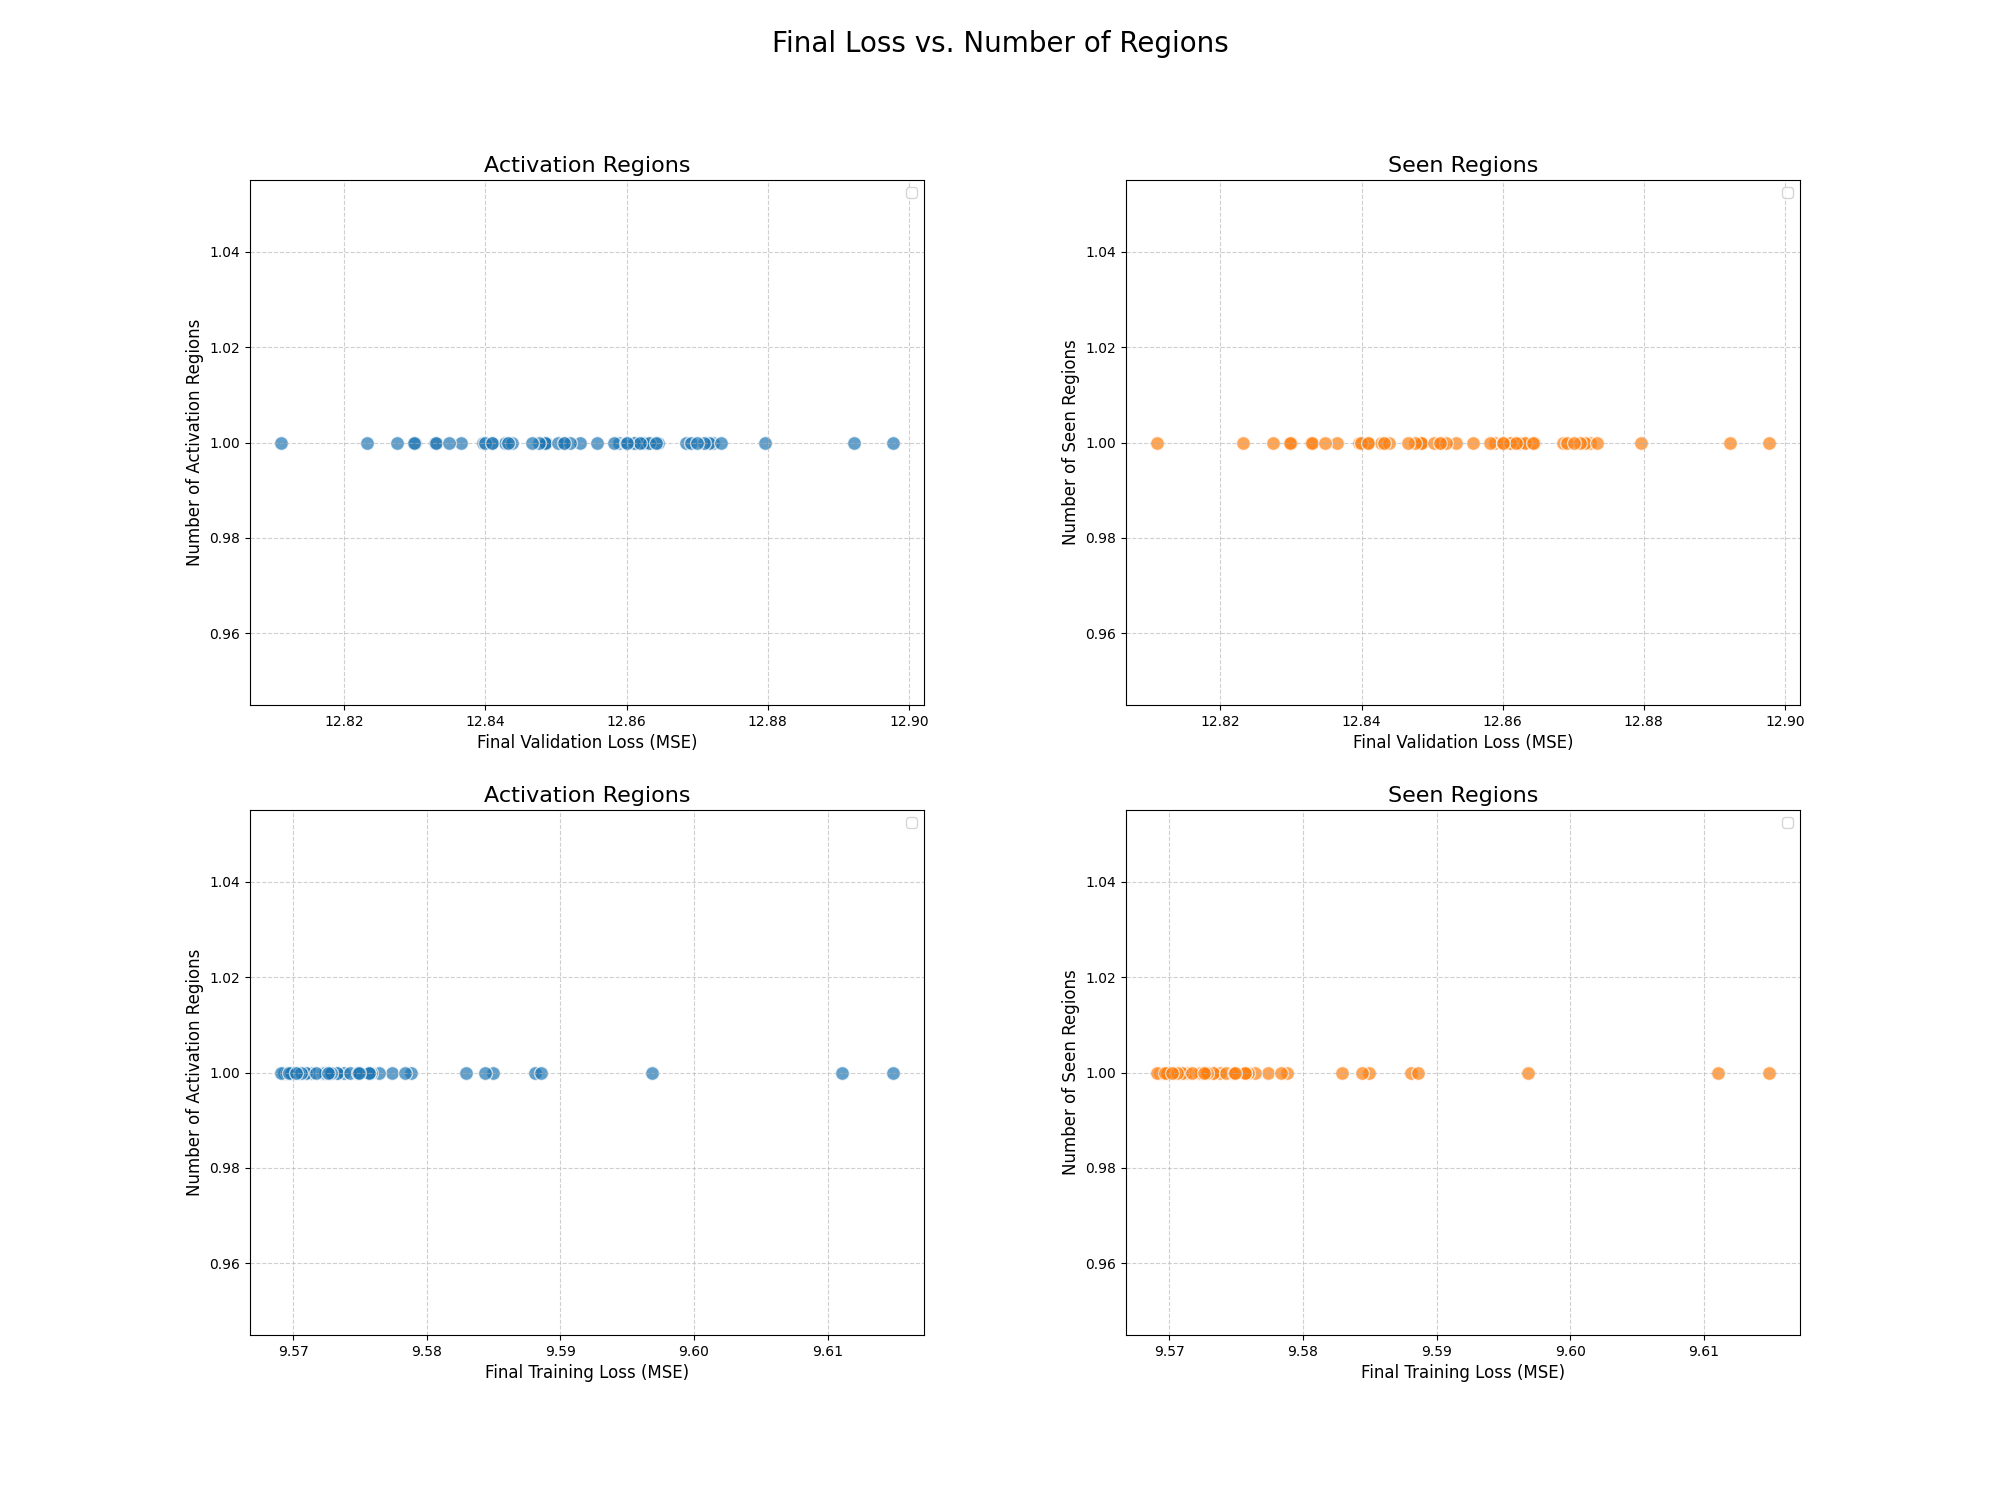 Final Loss vs. Number of Regions
Activation Regions
Number of Activation Regions
1.04
1.02
1.00
0.98
0.96
12.82 12.84 12.86 12.88 12.90
Final Validation Loss (MSE)
Seen Regions
Number of Seen Regions
1.04
1.02
1.00
0.98
0.96
12.82 12.84 12.86 12.88 12.90
Final Validation Loss (MSE)
Activation Regions
Number of Activation Regions
1.04
1.02
1.00
0.98
0.96
9.57 9.58 9.59 9.60 9.61
Final Training Loss (MSE)
Seen Regions
Number of Seen Regions
1.04
1.02
1.00
0.98
0.96
9.57 9.58 9.59 9.60 9.61
Final Training Loss (MSE)